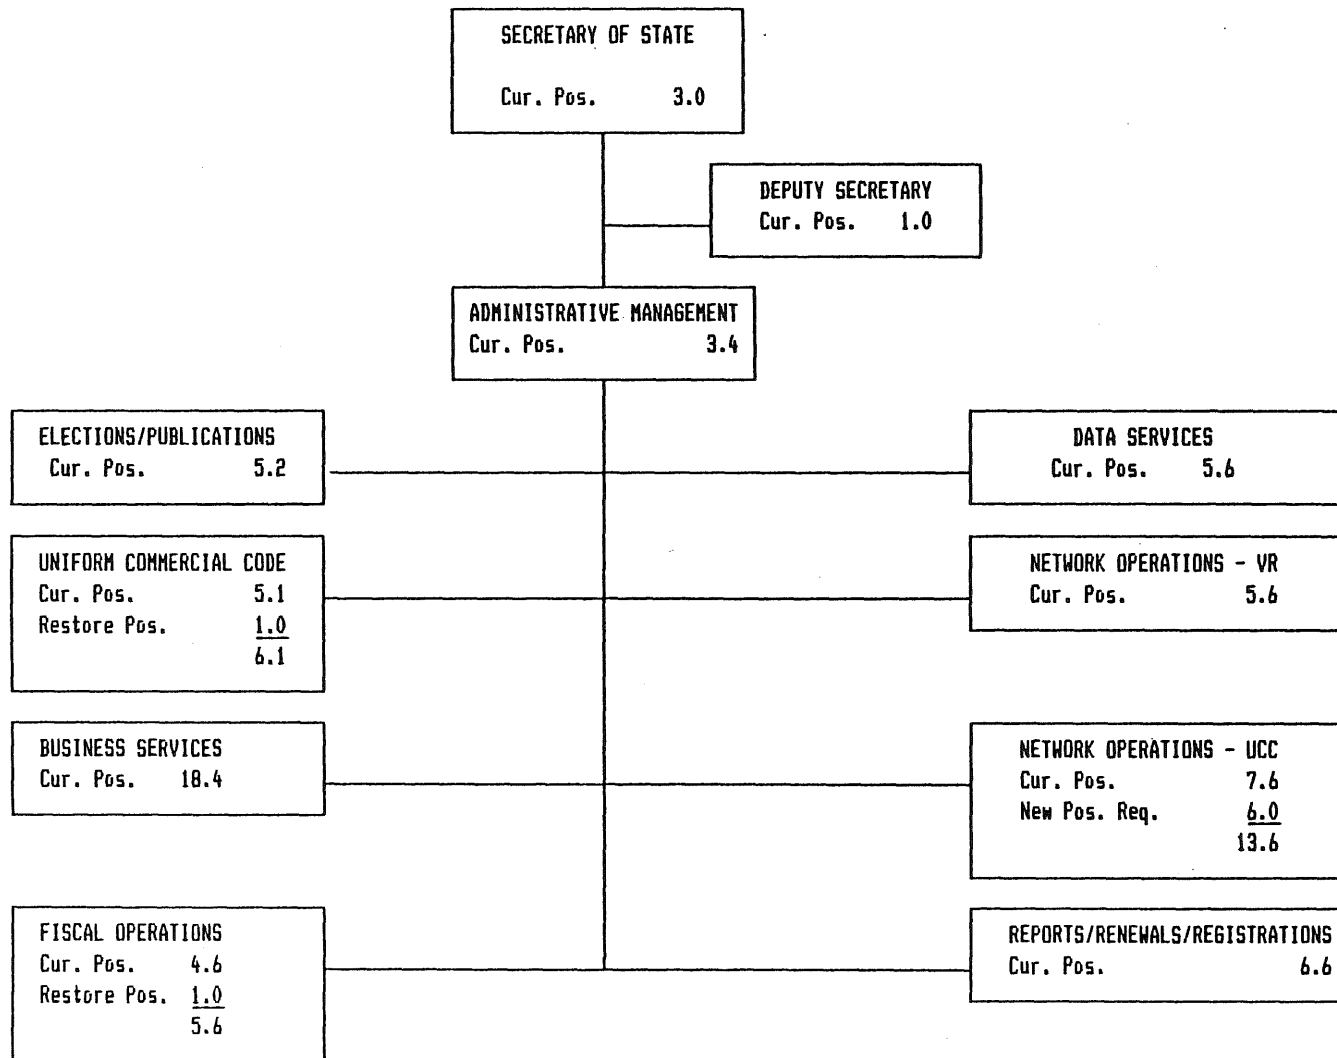 SECRETARY OF STATE
Cur. Pos. 3.0
DEPUTY SECRETARY
Cur. Pos. 1.0
ADMINISTRATIVE MANAGEMENT
Cur. Pos. 3.4
ELECTIONS/PUBLICATIONS
Cur. Pos. 5.2
DATA SERVICES
Cur. Pos. 5.6
UNIFORM COMMERCIAL CODE
Cur. Pos. 5.1
Restore Pos. 1.0
6.1
NETWORK OPERATIONS - VR
Cur. Pos. 5.6
BUSINESS SERVICES
Cur. Pos. 18.4
NETWORK OPERATIONS - UCC
Cur. Pos. 7.6
New Pos. Req. 6.0
13.6
FISCAL OPERATIONS
Cur. Pos. 4.6
Restore Pos. 1.0
5.6
REPORTS/RENEWALS/REGISTRATIONS
Cur. Pos. 6.6